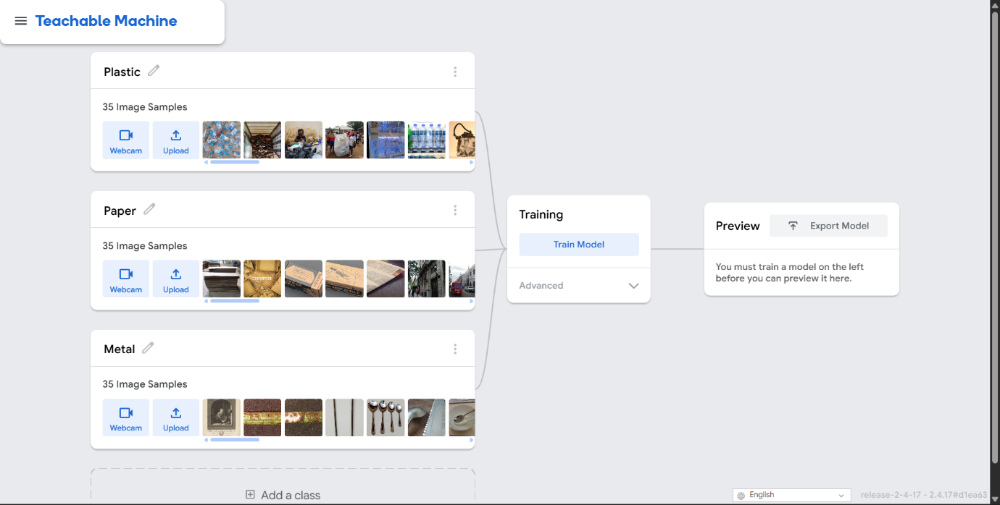 Teachable Machine
Plastic
35 Image Samples
Webcam
Upload
Paper
35 Image Samples
Webcam
Upload
Metal
35 Image Samples
Webcam
Upload
Add a class
Training
Train Model
Advanced
Preview
Export Model
You must train a model on the left
before you can preview it here.
English
release-2-4-17 - 2.4.17#d1ea63